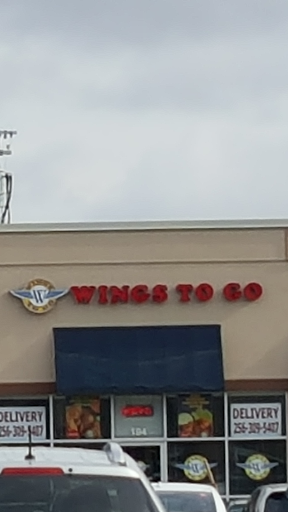 WINGS TO GO
OPEN
104
DELIVERY
256-309-5407
DELIVERY
256-309-5407